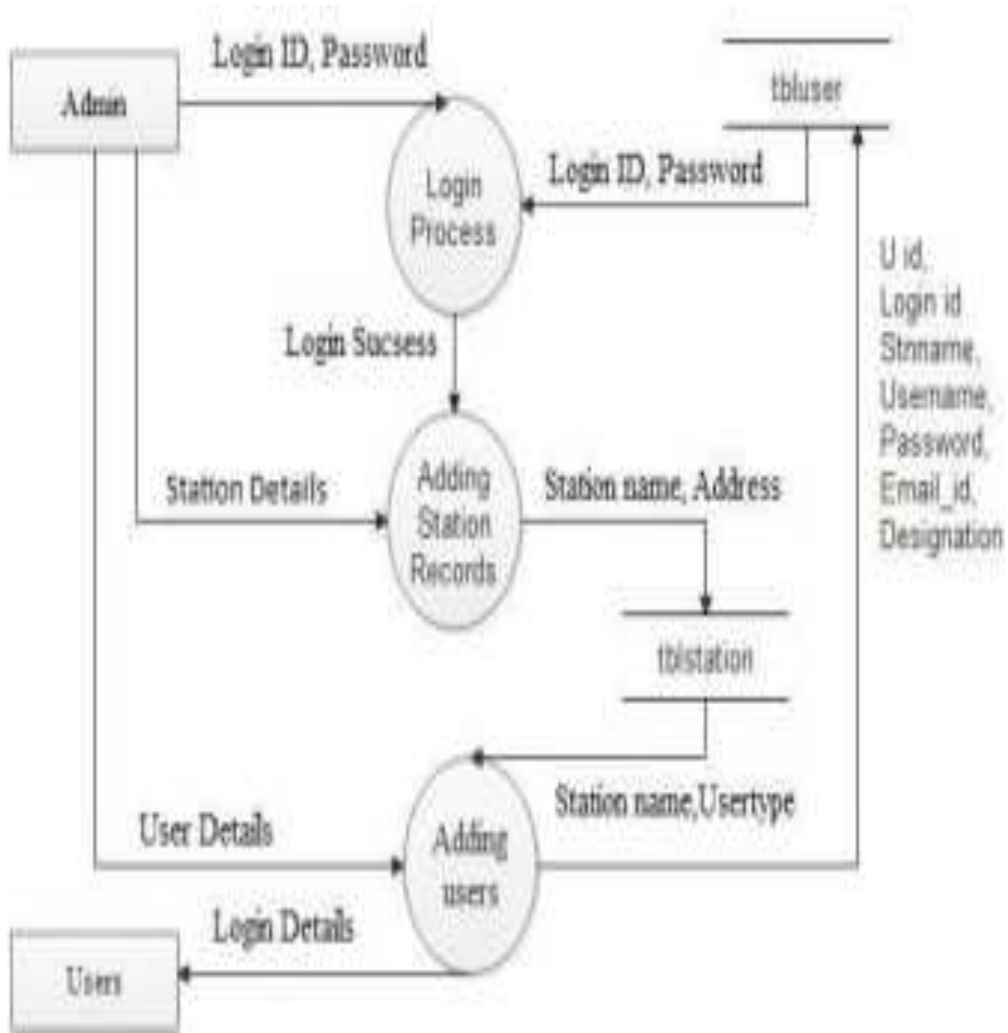 Login ID, Password
Admin
tbluser
Login ID, Password
Login
Process
U id,
Login id
Stnname,
Username,
Password,
Email_id,
Designation
Login Sucsess
Station Details
Adding
Station
Records
Station name, Address
tblstation
Station name,Usertype
User Details
Adding
users
Login Details
Users